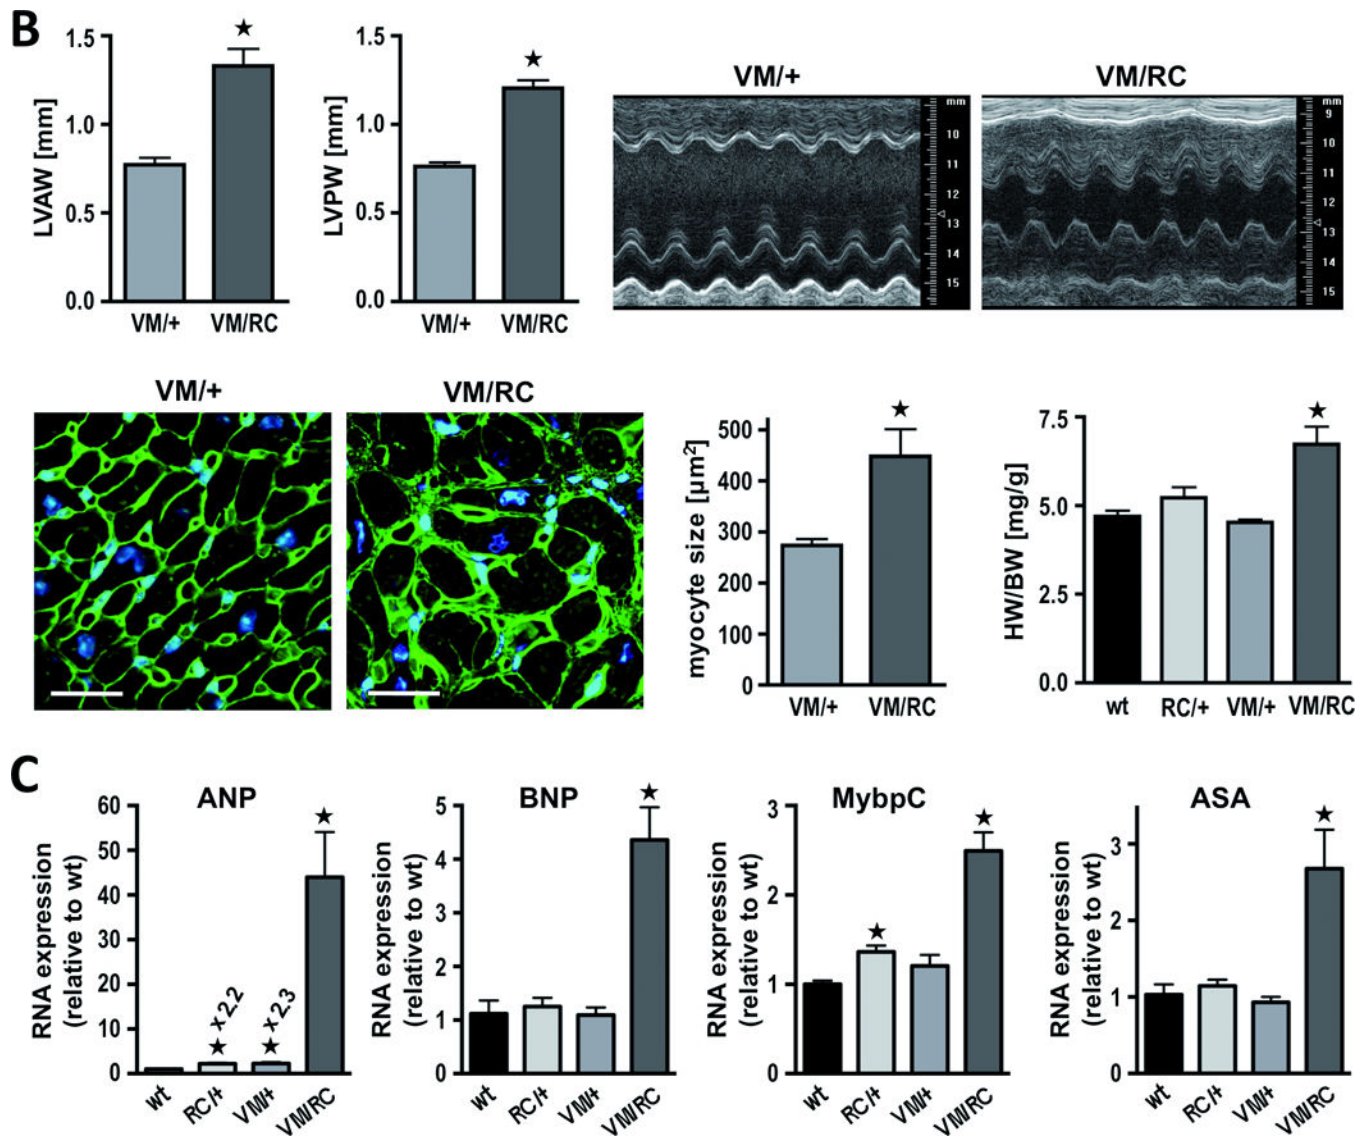 B
LVAW [mm]
1.5
1.0
0.5
0.0
★
VM/+ VM/RC
LVPW [mm]
1.5
1.0
0.5
0.0
★
VM/+ VM/RC
VM/+
mm
10
11
12
13
14
15
VM/RC
mm
9
10
11
12
13
14
15
VM/+
VM/RC
myocyte size [µm²]
500
400
300
200
100
0
★
VM/+ VM/RC
HW/BW [mg/g]
7.5
5.0
2.5
0.0
★
wt RC/+ VM/+ VM/RC
C
ANP
RNA expression
(relative to wt)
60
50
40
30
20
10
0
x 2.2
★
x 2.3
★
★
wt RC/+ VM/+ VM/RC
BNP
RNA expression
(relative to wt)
5
4
3
2
1
0
★
wt RC/+ VM/+ VM/RC
MybpC
RNA expression
(relative to wt)
3
2
1
0
★
★
wt RC/+ VM/+ VM/RC
ASA
RNA expression
(relative to wt)
3
2
1
0
★
wt RC/+ VM/+ VM/RC